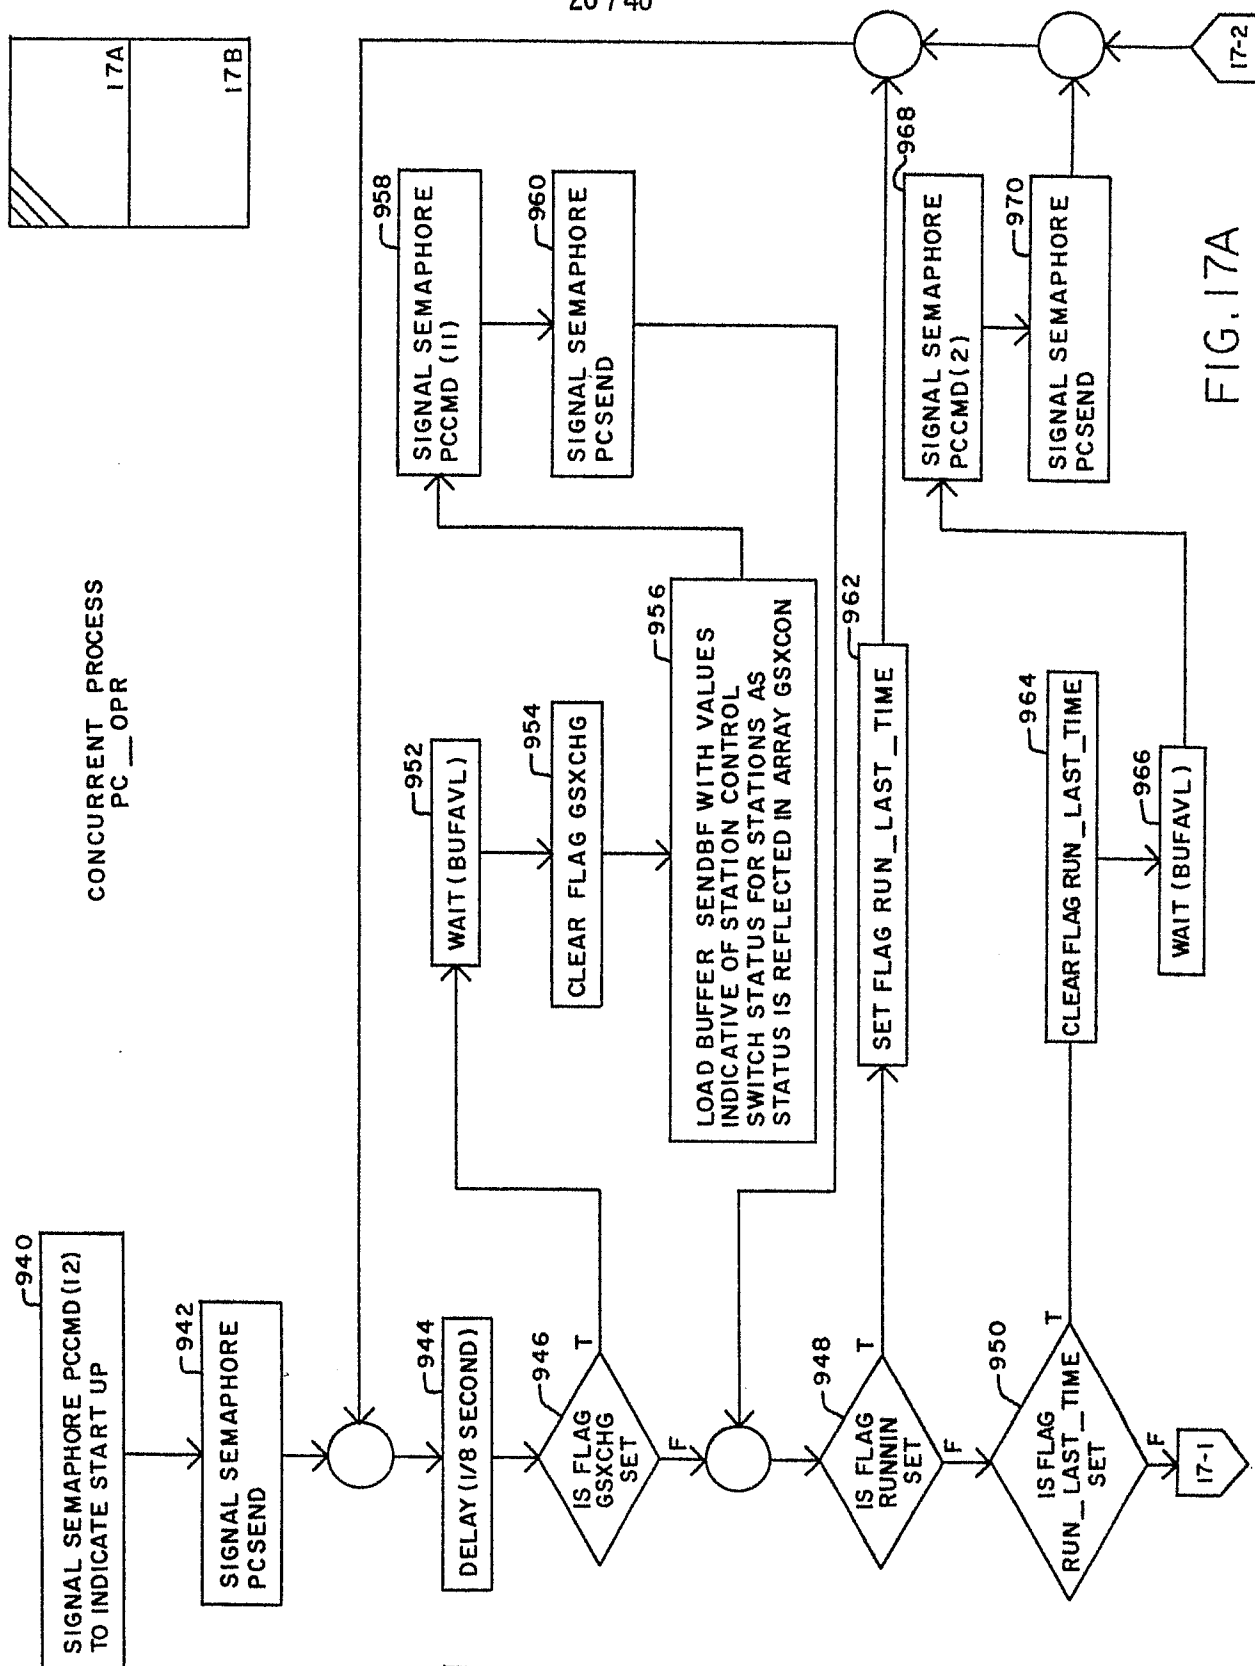 CONCURRENT PROCESS
PC__OPR
17A
17B
940
SIGNAL SEMAPHORE PCCMD(12)
TO INDICATE START UP
942
SIGNAL SEMAPHORE
PCSEND
944
DELAY (1/8 SECOND)
946
IS FLAG
GSXCHG
SET
T
F
952
WAIT(BUFAVL)
954
CLEAR FLAG GSXCHG
956
LOAD BUFFER SENDBF WITH VALUES
INDICATIVE OF STATION CONTROL
SWITCH STATUS FOR STATIONS AS
STATUS IS REFLECTED IN ARRAY GSXCON
958
SIGNAL SEMAPHORE
PCCMD (11)
960
SIGNAL SEMAPHORE
PCSEND
948
IS FLAG
RUNNIN
SET
T
F
962
SET FLAG RUN_LAST_TIME
950
IS FLAG
RUN_LAST_TIME
SET
T
F
964
CLEAR FLAG RUN_LAST_TIME
966
WAIT (BUFAVL)
968
SIGNAL SEMAPHORE
PCCMD(2)
970
SIGNAL SEMAPHORE
PCSEND
17-1
17-2
FIG.17A